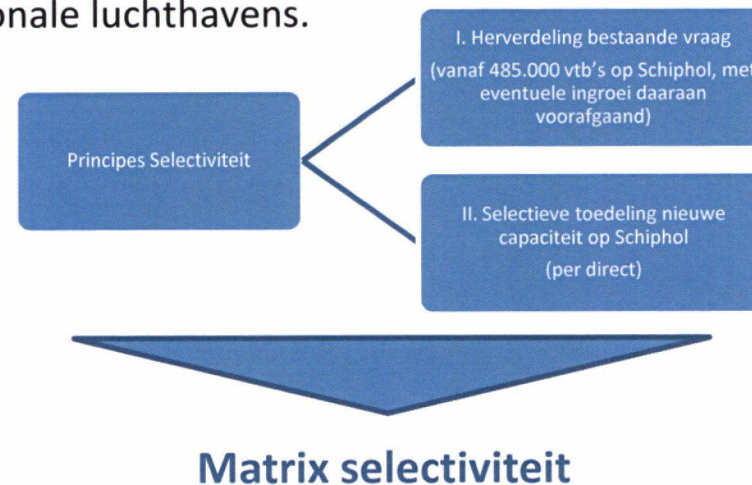 onale luchthavens.
I. Herverdeling bestaande vraag
(vanaf 485.000 vtb's op Schiphol, met
eventuele ingroei daaraan
voorafgaand)
Principes Selectiviteit
II. Selectieve toedeling nieuwe
capaciteit op Schiphol
(per direct)
Matrix selectiviteit